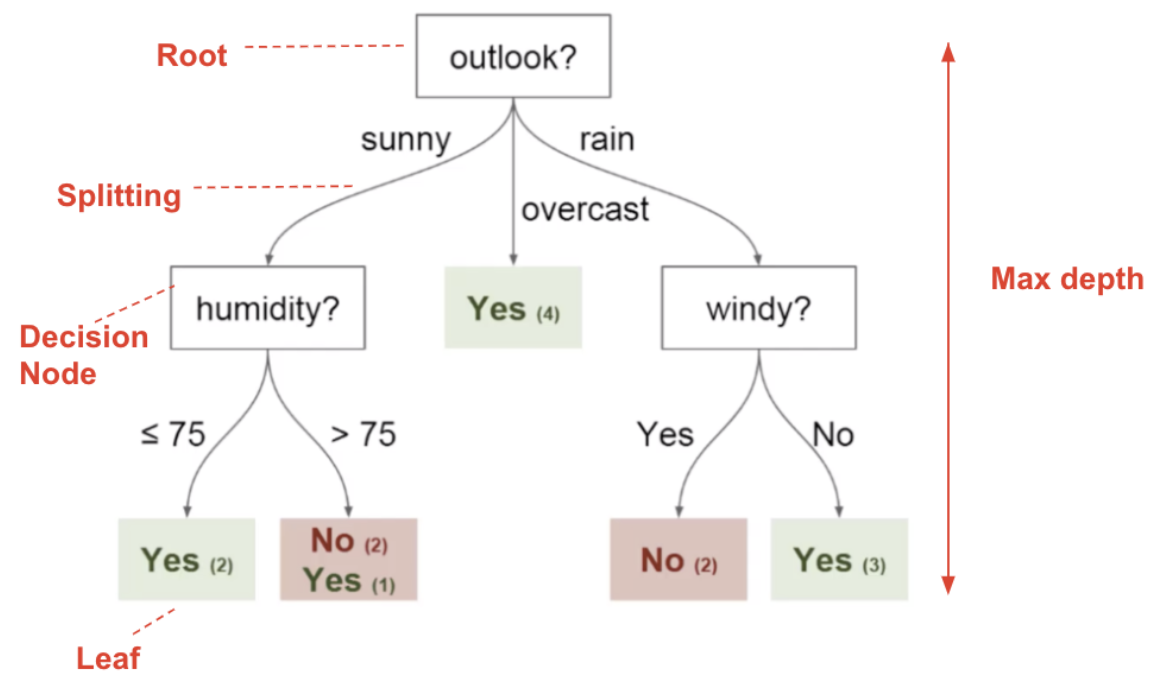 Root
outlook?
sunny
rain
Splitting
overcast
Max depth
humidity?
Yes (4)
windy?
Decision
Node
≤ 75
> 75
Yes
No
Yes (2)
No (2)
Yes (1)
No (2)
Yes (3)
Leaf